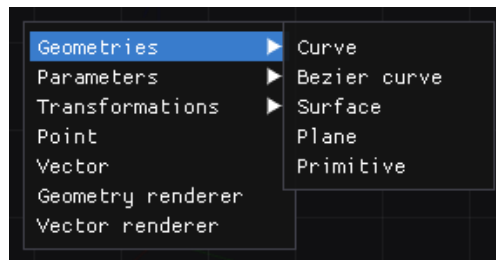 Geometries
Parameters
Transformations
Point
Vector
Geometry renderer
Vector renderer
Curve
Bezier curve
Surface
Plane
Primitive